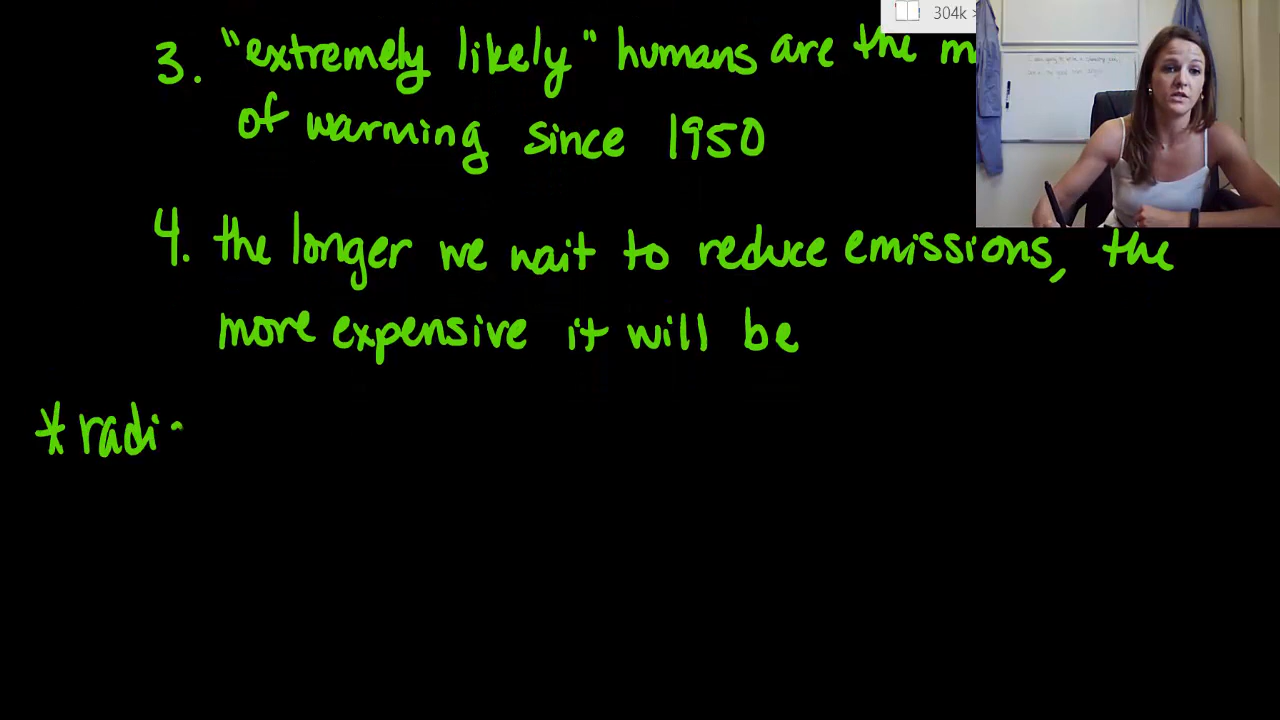 304k
3. "extremely likely" humans are the m
of warming since 1950
4. the longer we wait to reduce emissions, the
more expensive it will be
*radi